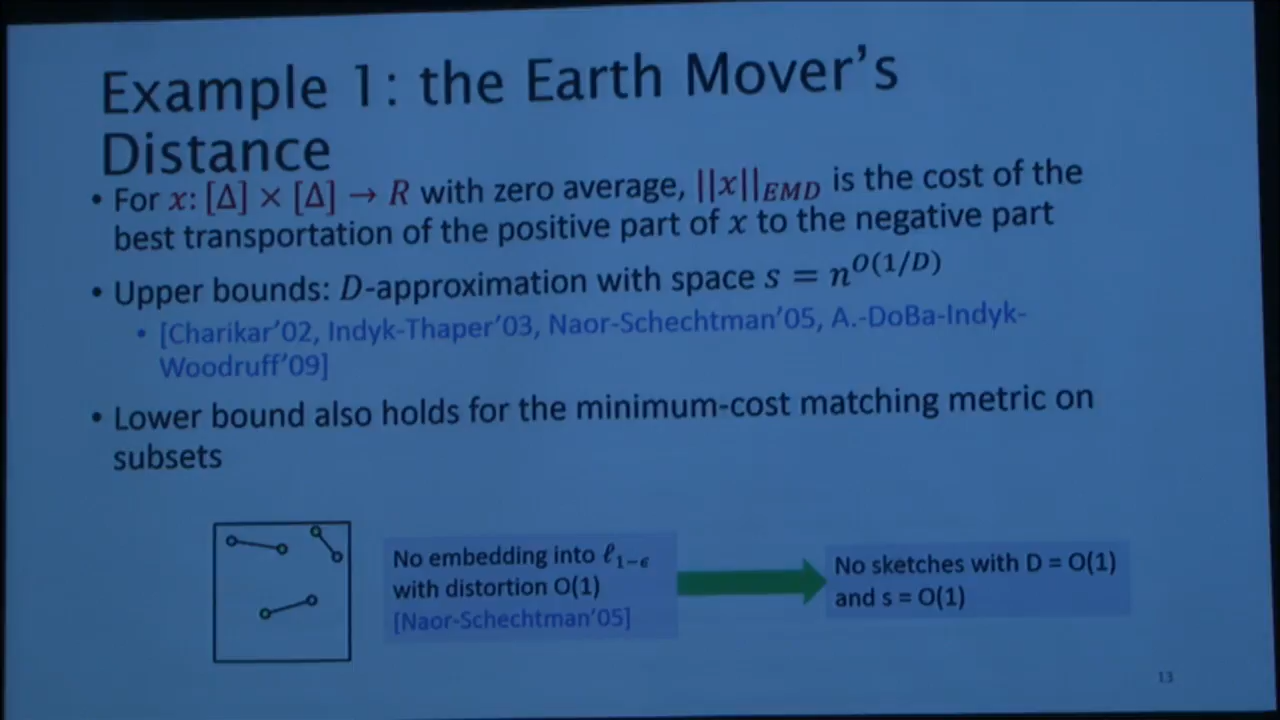 Example 1: the Earth Mover's
Distance
• For x: [Δ] × [Δ] → R with zero average, ||x||_EMD is the cost of the
best transportation of the positive part of x to the negative part
• Upper bounds: D-approximation with space s = n^{O(1/D)}
• [Charikar'02, Indyk-Thaper'03, Naor-Schechtman'05, A.-DoBa-Indyk-
Woodruff'09]
• Lower bound also holds for the minimum-cost matching metric on
subsets
No embedding into ℓ_{1−ϵ}
with distortion O(1)
[Naor-Schechtman'05]
No sketches with D = O(1)
and s = O(1)
13